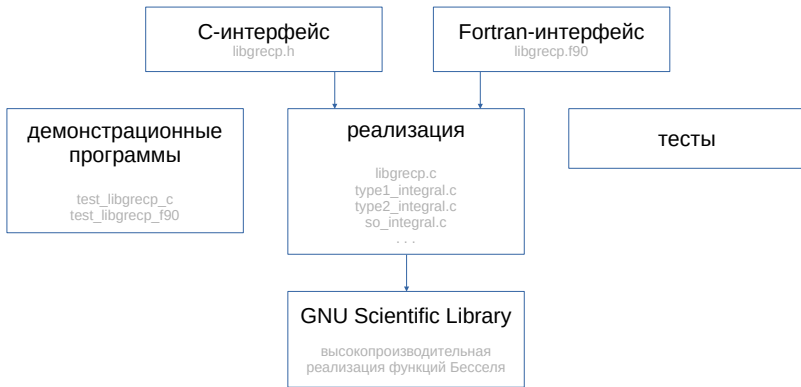 С-интерфейс
libgrecp.h
Fortran-интерфейс
libgrecp.f90
демонстрационные
программы
test_libgrecp_c
test_libgrecp_f90
реализация
libgrecp.c
type1_integral.c
type2_integral.c
so_integral.c
. . .
тесты
GNU Scientific Library
высокопроизводительная
реализация функций Бесселя